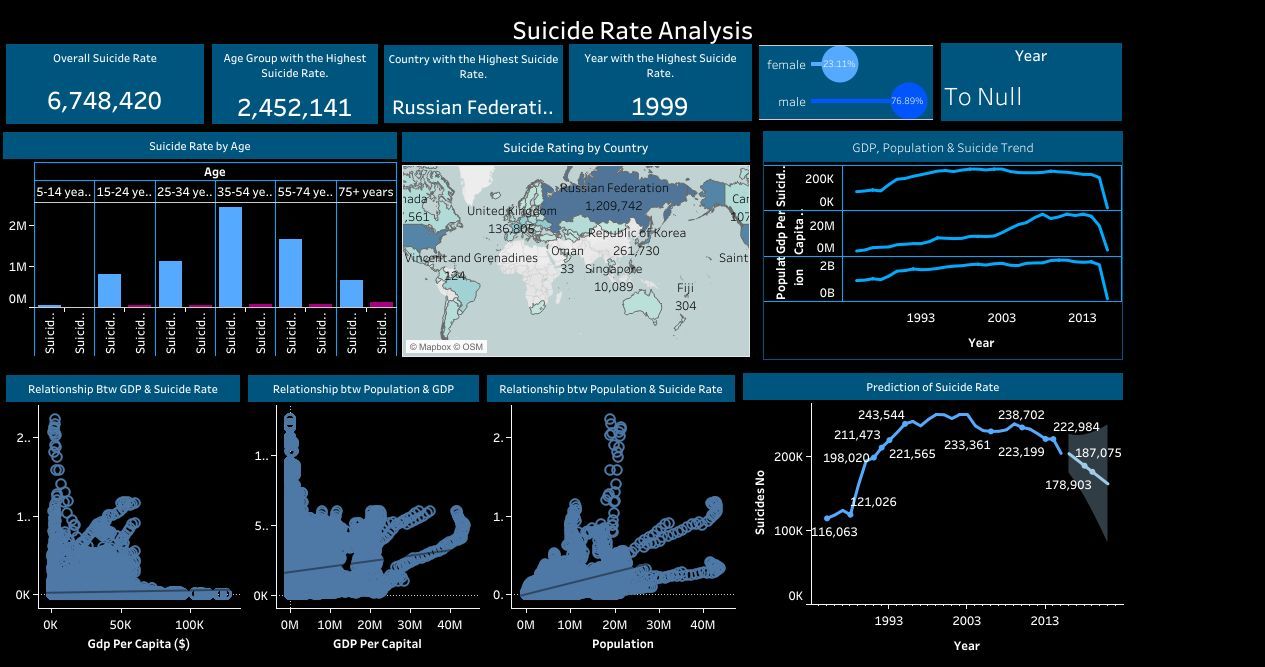 Suicide Rate Analysis
Overall Suicide Rate
6,748,420
Age Group with the Highest
Suicide Rate.
2,452,141
Country with the Highest Suicide
Rate.
Russian Federati..
Year with the Highest Suicide
Rate.
1999
female
23.11%
male
76.89%
Year
To Null
Suicide Rate by Age
Age
5-14 yea..
15-24 ye..
25-34 ye..
35-54 ye..
55-74 ye..
75+ years
2M
1M
0M
Suicid..
Suicid..
Suicid..
Suicid..
Suicid..
Suicid..
Suicid..
Suicid..
Suicid..
Suicid..
Suicid..
Suicid..
Suicide Rating by Country
Russian Federation
1,209,742
nada
,561
Car
107
United Kingdom
136,805
Republic of Korea
261,730
Vincent and Grenadines
124
Oman
33
Singapore
10,089
Saint
Fiji
304
© Mapbox © OSM
GDP, Population & Suicide Trend
Suicid..
200K
0K
Gdp Per
Capita..
20M
0M
Populat
ion
2B
0B
1993
2003
2013
Year
Relationship Btw GDP & Suicide Rate
2..
1..
0K
0K
50K
100K
Gdp Per Capita ($)
Relationship btw Population & GDP
1..
5..
0K
0M
10M
20M
30M
40M
GDP Per Capital
Relationship btw Population & Suicide Rate
2..
1..
0.
0M
10M
20M
30M
40M
Population
Prediction of Suicide Rate
Suicides No
200K
100K
0K
243,544
238,702
211,473
222,984
198,020
221,565
233,361
223,199
187,075
178,903
121,026
116,063
1993
2003
2013
Year